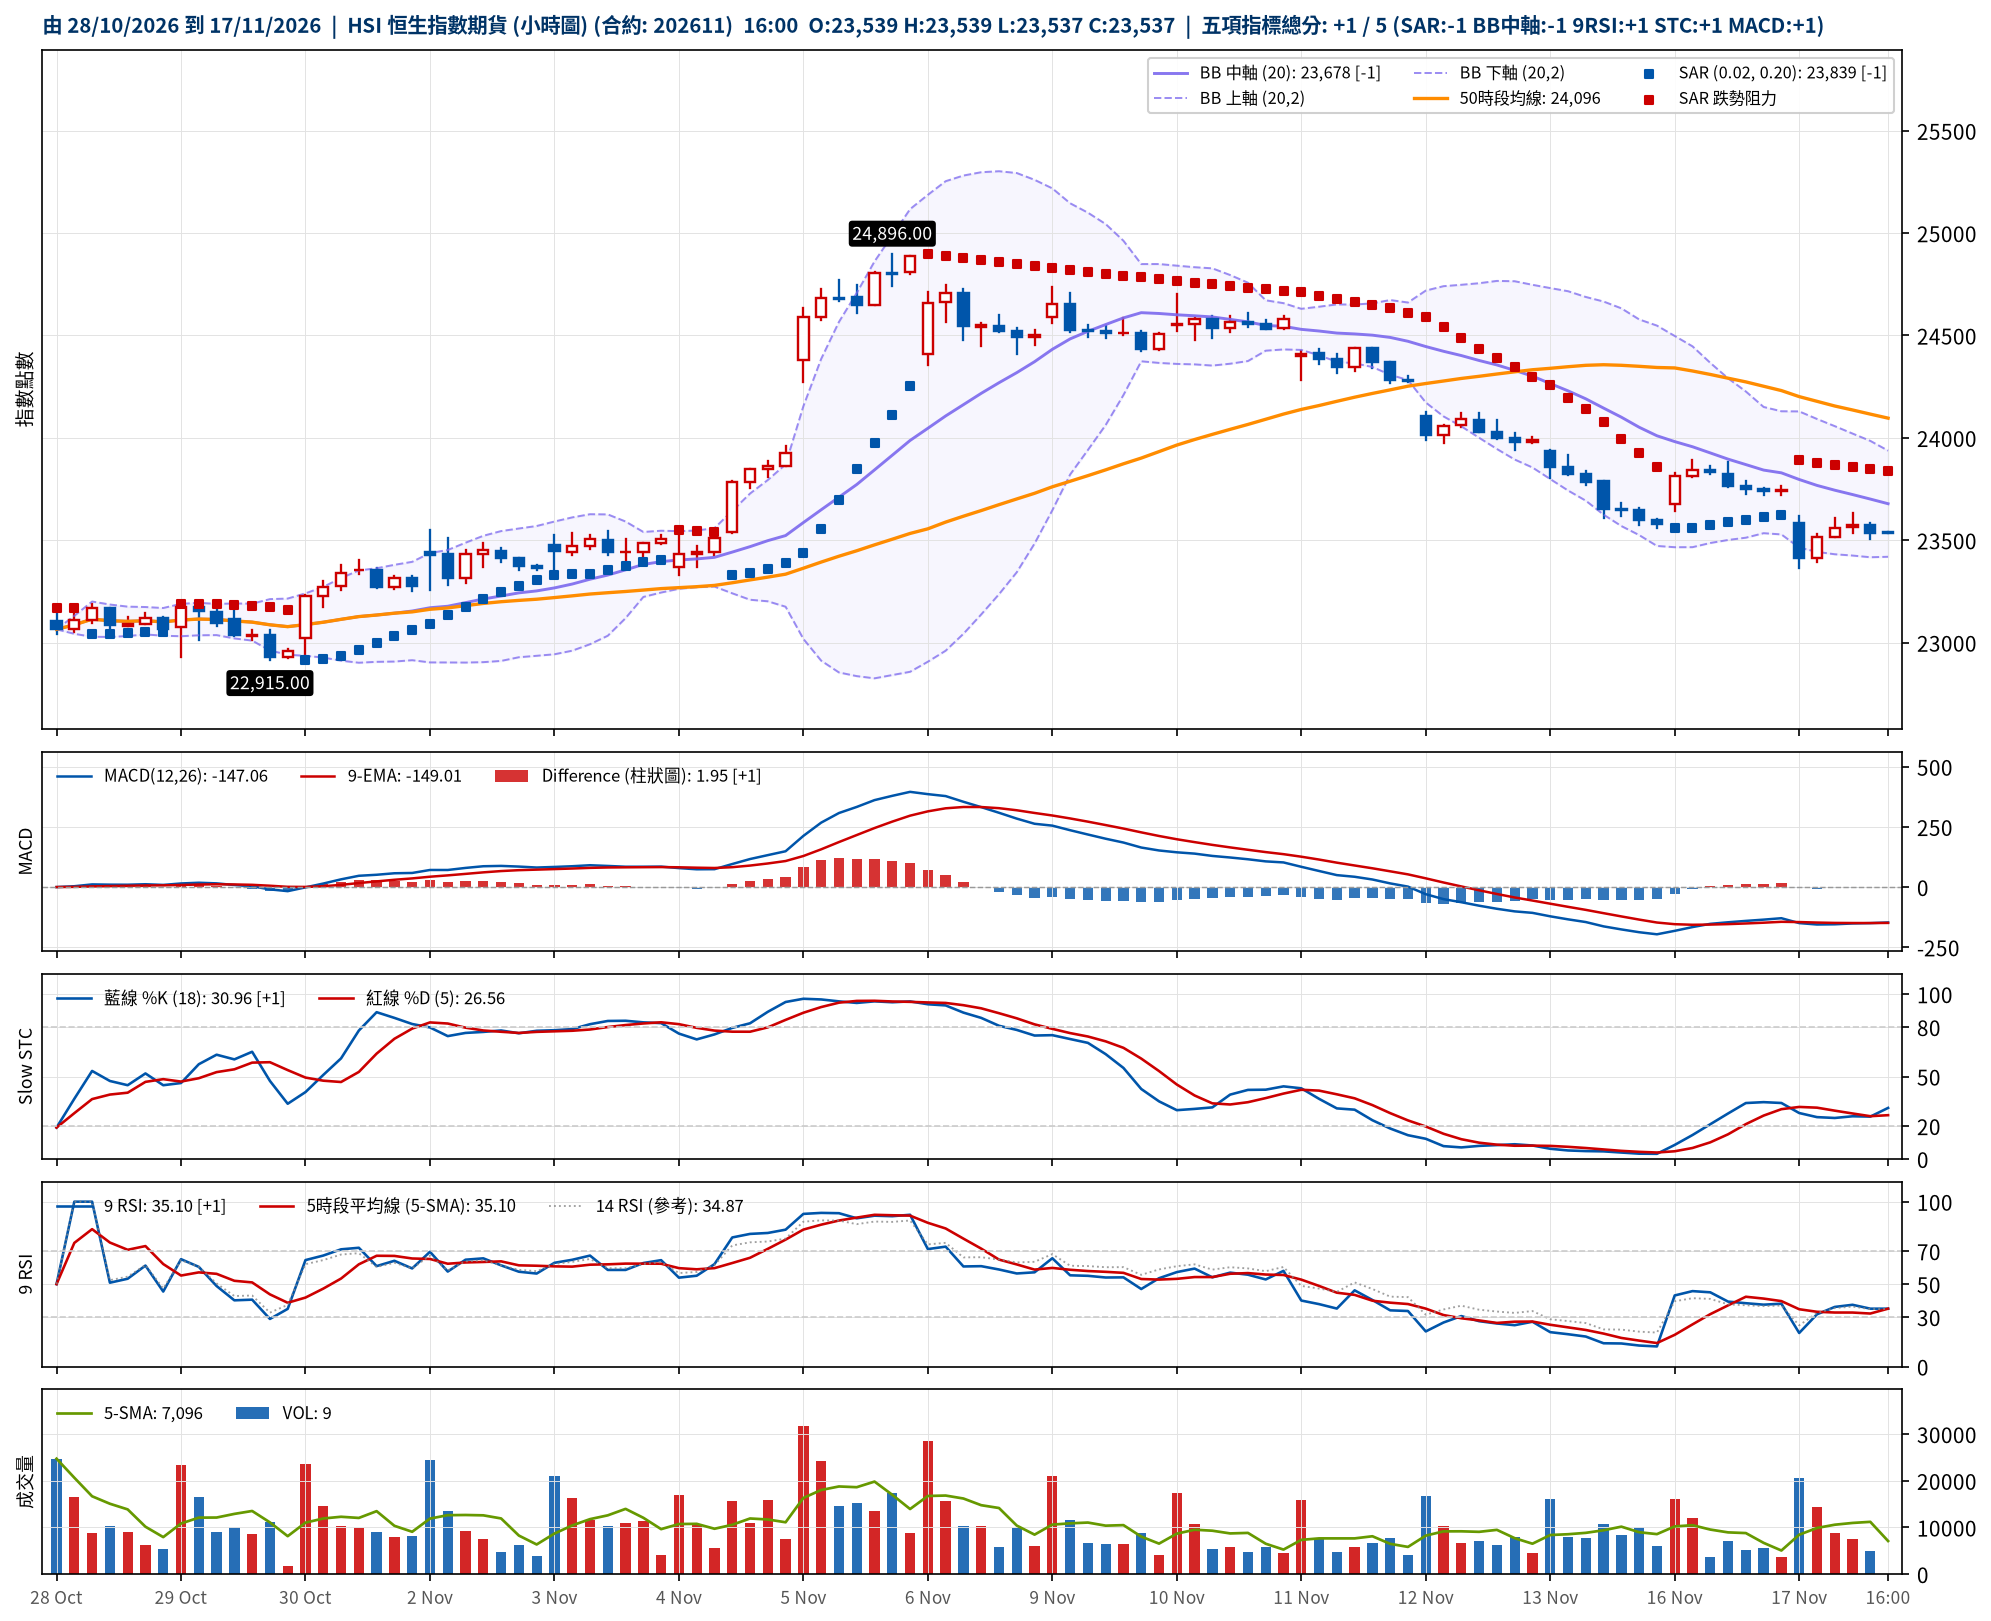 由 28/10/2026 到 17/11/2026 | HSI 恒生指數期貨 (小時圖) (合約: 202611) 16:00 O:23,539 H:23,539 L:23,537 C:23,537 | 五項指標總分: +1 / 5 (SAR:-1 BB中軸:-1 9RSI:+1 STC:+1 MACD:+1)
BB 中軸 (20): 23,678 [-1]
BB 上軸 (20,2)
BB 下軸 (20,2)
50時段均線: 24,096
SAR (0.02, 0.20): 23,839 [-1]
SAR 跌勢阻力
指數點數
25500
25000
24500
24000
23500
23000
24,896.00
22,915.00
MACD(12,26): -147.06
9-EMA: -149.01
Difference (柱狀圖): 1.95 [+1]
MACD
500
250
0
-250
藍線 %K (18): 30.96 [+1]
紅線 %D (5): 26.56
Slow STC
100
80
50
20
0
9 RSI: 35.10 [+1]
5時段平均線 (5-SMA): 35.10
14 RSI (參考): 34.87
9 RSI
100
70
50
30
0
5-SMA: 7,096
VOL: 9
成交量
30000
20000
10000
0
28 Oct
29 Oct
30 Oct
2 Nov
3 Nov
4 Nov
5 Nov
6 Nov
9 Nov
10 Nov
11 Nov
12 Nov
13 Nov
16 Nov
17 Nov
16:00